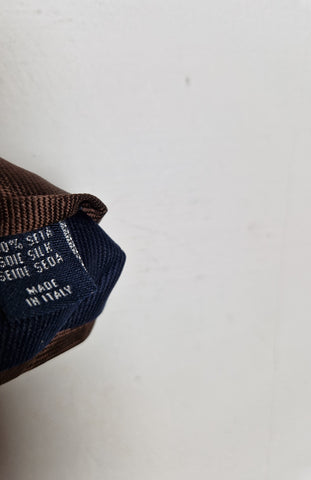 0% SETA
SOIE SILK
SEIDE SEDA
MADE
IN ITALY